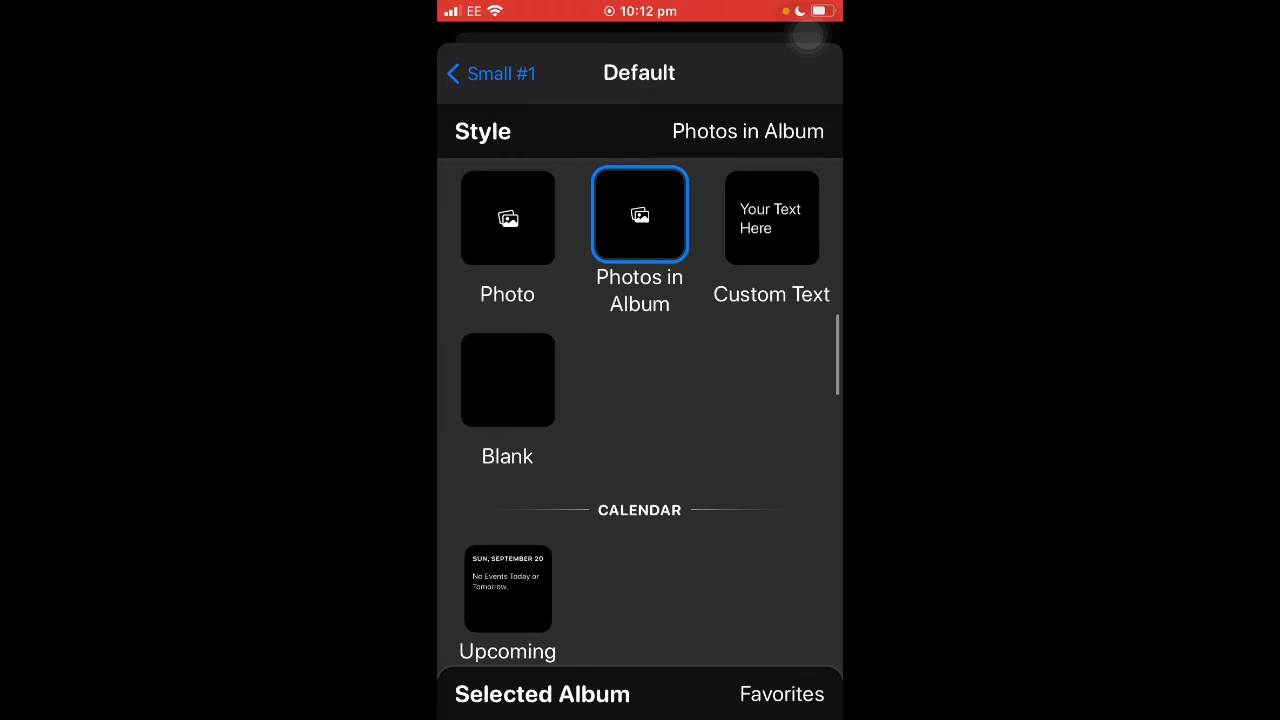 EE 10:12 pm
Small #1 Default
Style Photos in Album
Your Text
Here
Photo
Photos in
Album
Custom Text
Blank
CALENDAR
SUN, SEPTEMBER 20
No Events Today or
Tomorrow.
Upcoming
Selected Album Favorites